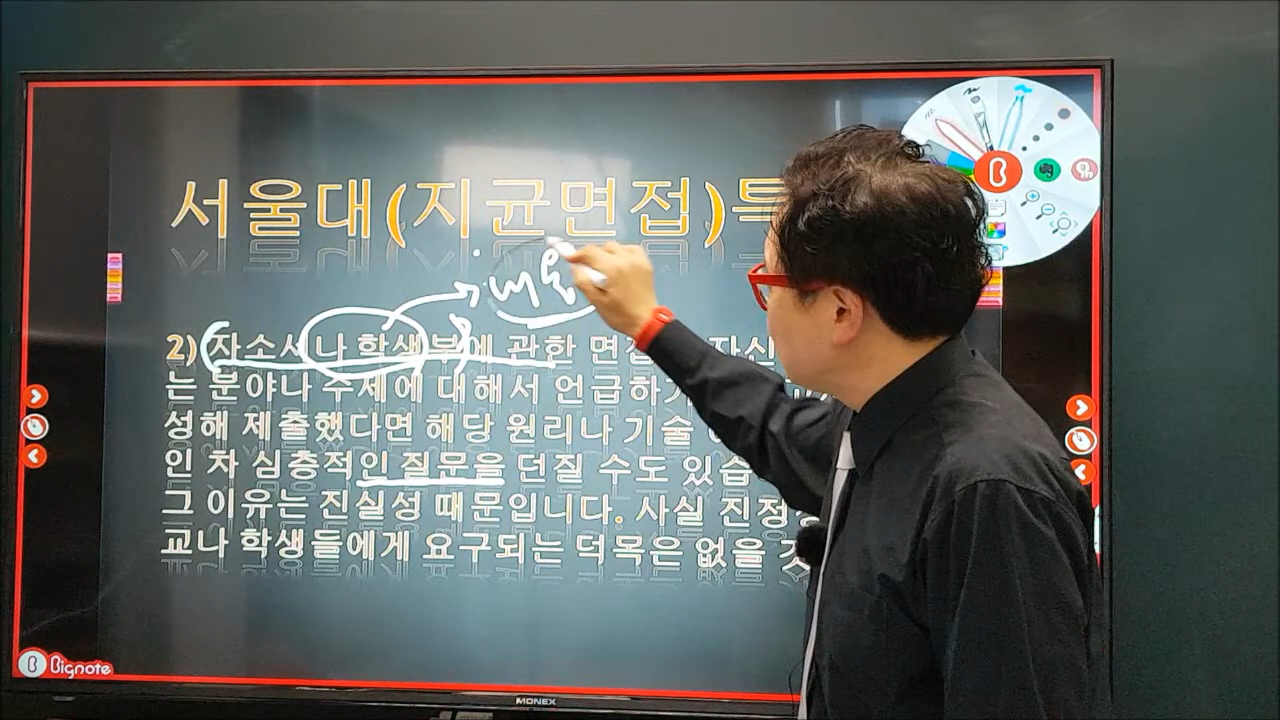 서울대(지균면접)특
내용
2) 자소서나 학생부에 관한 면접 자신
는 분야나 주제에 대해서 언급하
성해 제출했다면 해당 원리나 기술
인 차 심층적인 질문을 던질 수도 있습
그 이유는 진실성 때문입니다. 사실 진정
교나 학생들에게 요구되는 덕목은 없을
B Bignote
MONEX